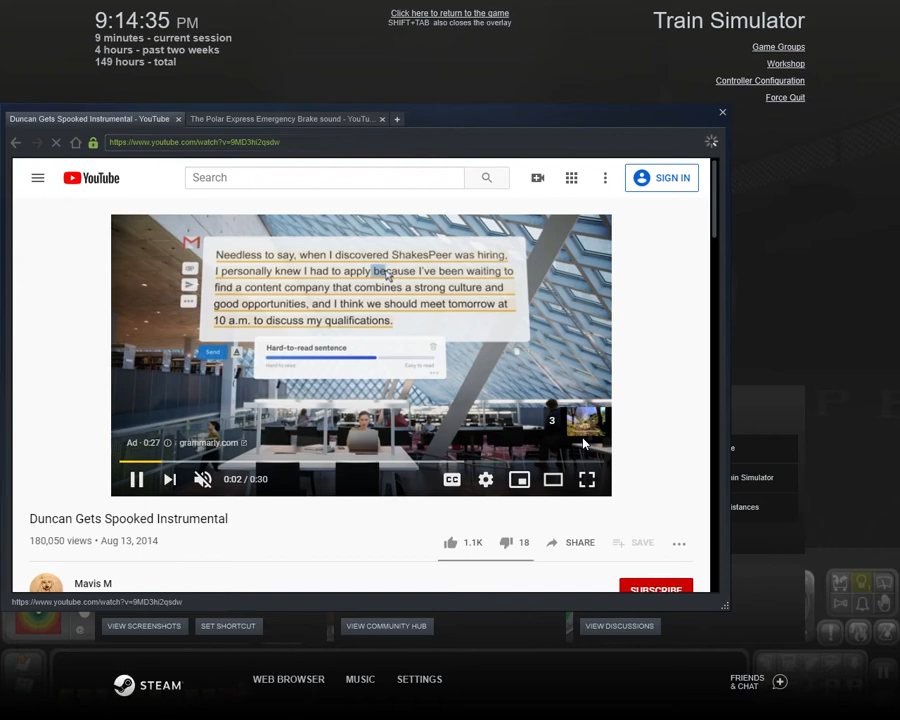 9:14:35 PM
9 minutes - current session
4 hours - past two weeks
149 hours - total
Click here to return to the game
SHIFT+TAB also closes the overlay
Train Simulator
Game Groups
Workshop
Controller Configuration
Force Quit
Duncan Gets Spooked Instrumental - YouTube
The Polar Express Emergency Brake sound - YouTu...
https://www.youtube.com/watch?v=9MD3hi2qsdw
YouTube
Search
SIGN IN
Needless to say, when I discovered ShakesPeer was hiring,
I personally knew I had to apply because I've been waiting to
find a content company that combines a strong culture and
good opportunities, and I think we should meet tomorrow at
10 a.m. to discuss my qualifications.
Send
Hard-to-read sentence
Hard to read
Easy to read
3
Ad · 0:27
grammarly.com
0:02 / 0:30
CC
Duncan Gets Spooked Instrumental
180,050 views • Aug 13, 2014
1.1K
18
SHARE
SAVE
Mavis M
SUBSCRIBE
https://www.youtube.com/watch?v=9MD3hi2qsdw
VIEW SCREENSHOTS
SET SHORTCUT
VIEW COMMUNITY HUB
VIEW DISCUSSIONS
STEAM
WEB BROWSER
MUSIC
SETTINGS
FRIENDS
& CHAT